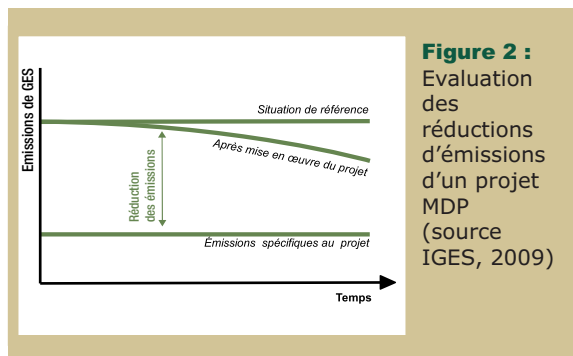 Emissions de GES
Situation de référence
Après mise en œuvre du projet
Réduction
des émissions
Émissions spécifiques au projet
Temps
Figure 2 :
Evaluation
des
réductions
d'émissions
d'un projet
MDP
(source
IGES, 2009)